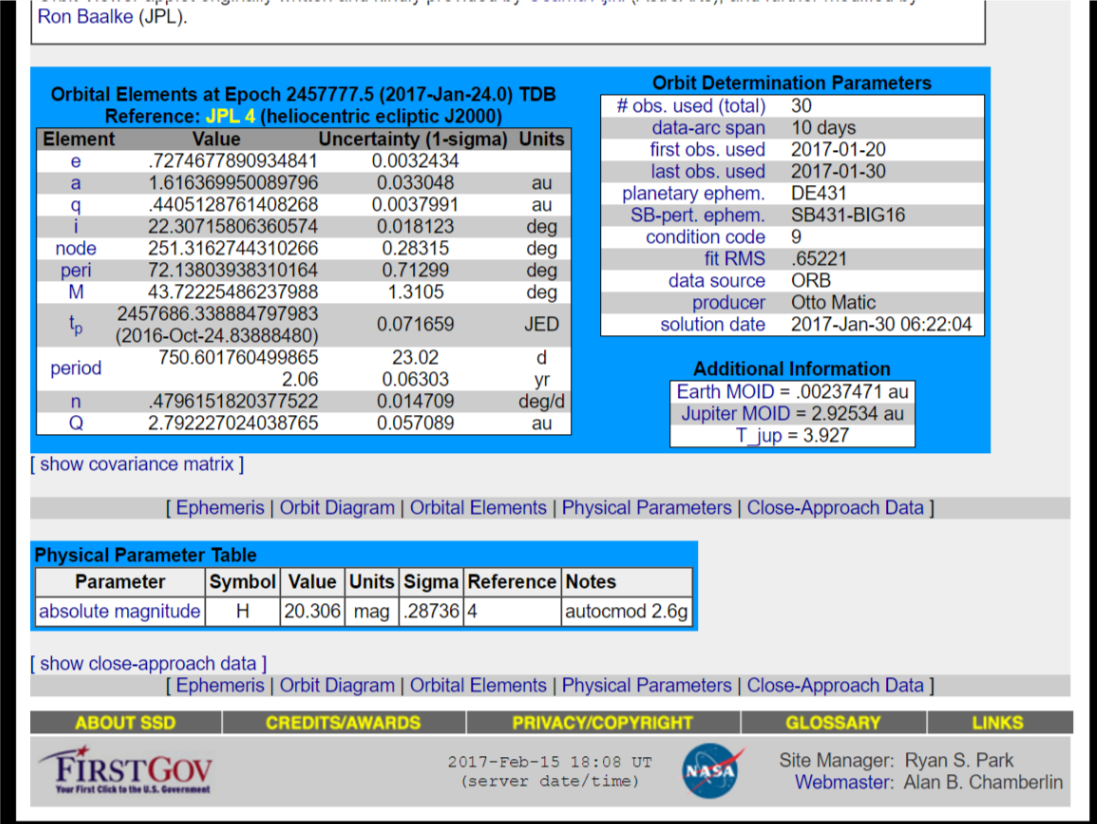 Ron Baalke (JPL).
Orbital Elements at Epoch 2457777.5 (2017-Jan-24.0) TDB
Reference: JPL 4 (heliocentric ecliptic J2000)
Element Value Uncertainty (1-sigma) Units
e .7274677890934841 0.0032434
a 1.616369950089796 0.033048 au
q .4405128761408268 0.0037991 au
i 22.30715806360574 0.018123 deg
node 251.3162744310266 0.28315 deg
peri 72.13803938310164 0.71299 deg
M 43.72225486237988 1.3105 deg
tp 2457686.338884797983 0.071659 JED
(2016-Oct-24.83888480)
period 750.601760499865 23.02 d
2.06 0.06303 yr
n .4796151820377522 0.014709 deg/d
Q 2.792227024038765 0.057089 au
Orbit Determination Parameters
# obs. used (total) 30
data-arc span 10 days
first obs. used 2017-01-20
last obs. used 2017-01-30
planetary ephem. DE431
SB-pert. ephem. SB431-BIG16
condition code 9
fit RMS .65221
data source ORB
producer Otto Matic
solution date 2017-Jan-30 06:22:04
Additional Information
Earth MOID = .00237471 au
Jupiter MOID = 2.92534 au
T_jup = 3.927
[ show covariance matrix ]
[ Ephemeris | Orbit Diagram | Orbital Elements | Physical Parameters | Close-Approach Data ]
Physical Parameter Table
Parameter Symbol Value Units Sigma Reference Notes
absolute magnitude H 20.306 mag .28736 4 autocmod 2.6g
[ show close-approach data ]
[ Ephemeris | Orbit Diagram | Orbital Elements | Physical Parameters | Close-Approach Data ]
ABOUT SSD CREDITS/AWARDS PRIVACY/COPYRIGHT GLOSSARY LINKS
FIRSTGOV
Your First Click to the U.S. Government
2017-Feb-15 18:08 UT
(server date/time)
NASA
Site Manager: Ryan S. Park
Webmaster: Alan B. Chamberlin